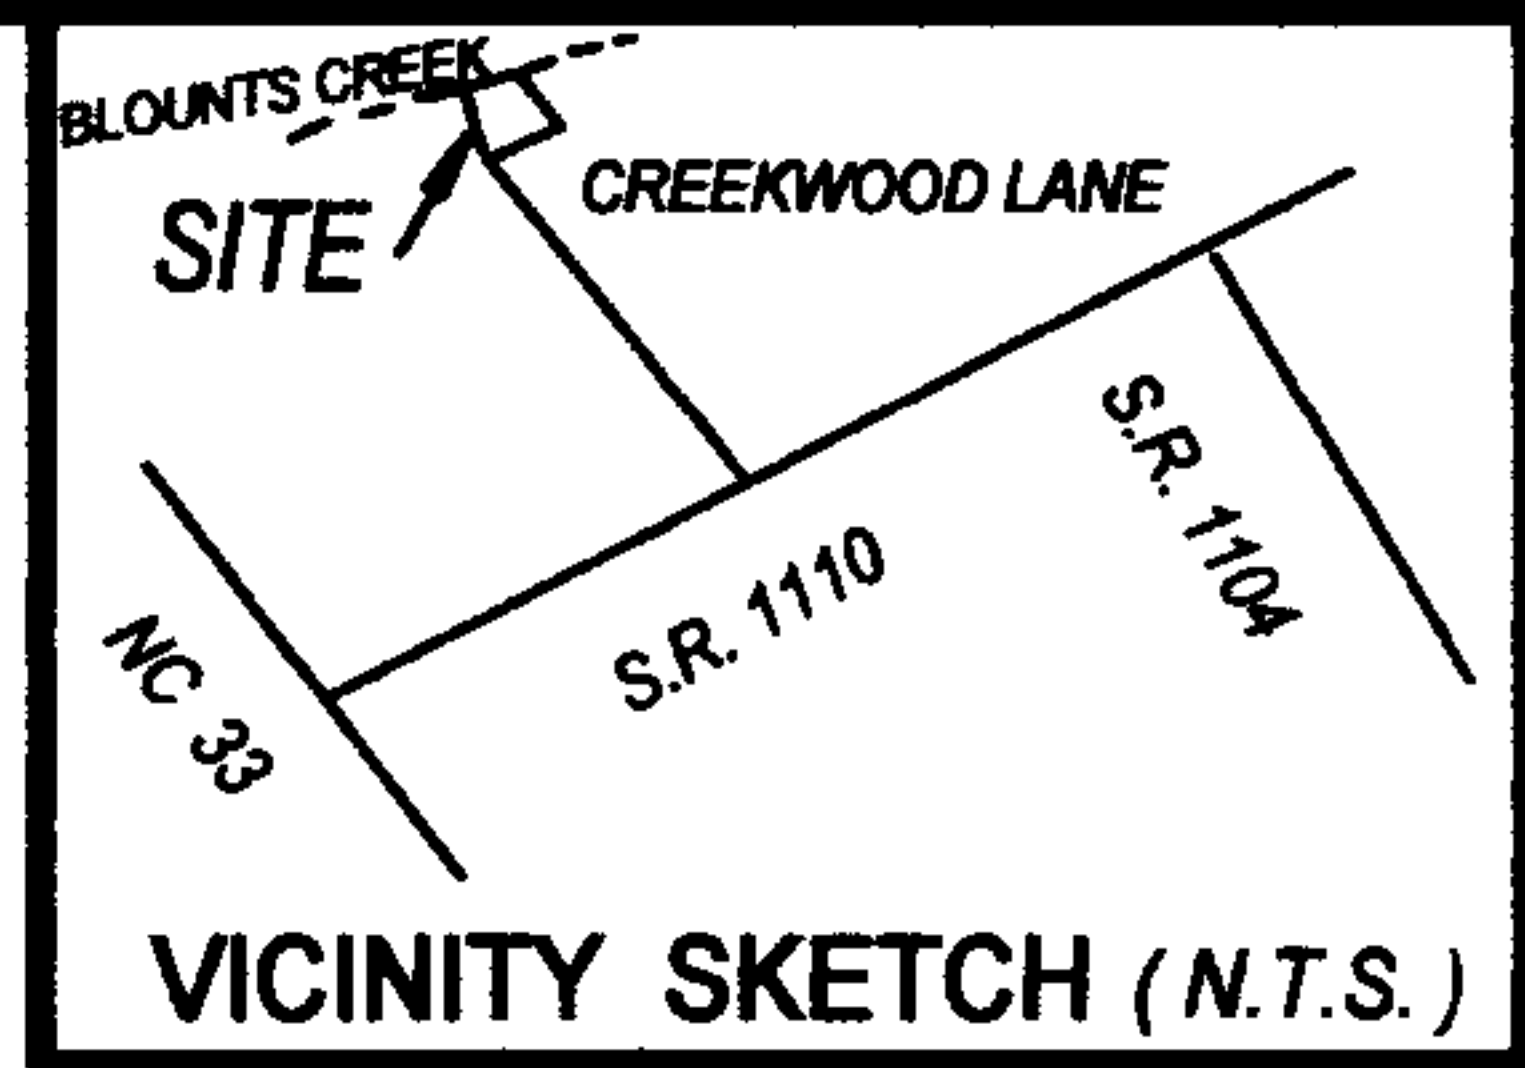 BLOUNTS CREEK
SITE
CREEKWOOD LANE
S.R. 1104
S.R. 1110
NC 33
VICINITY SKETCH (N.T.S.)